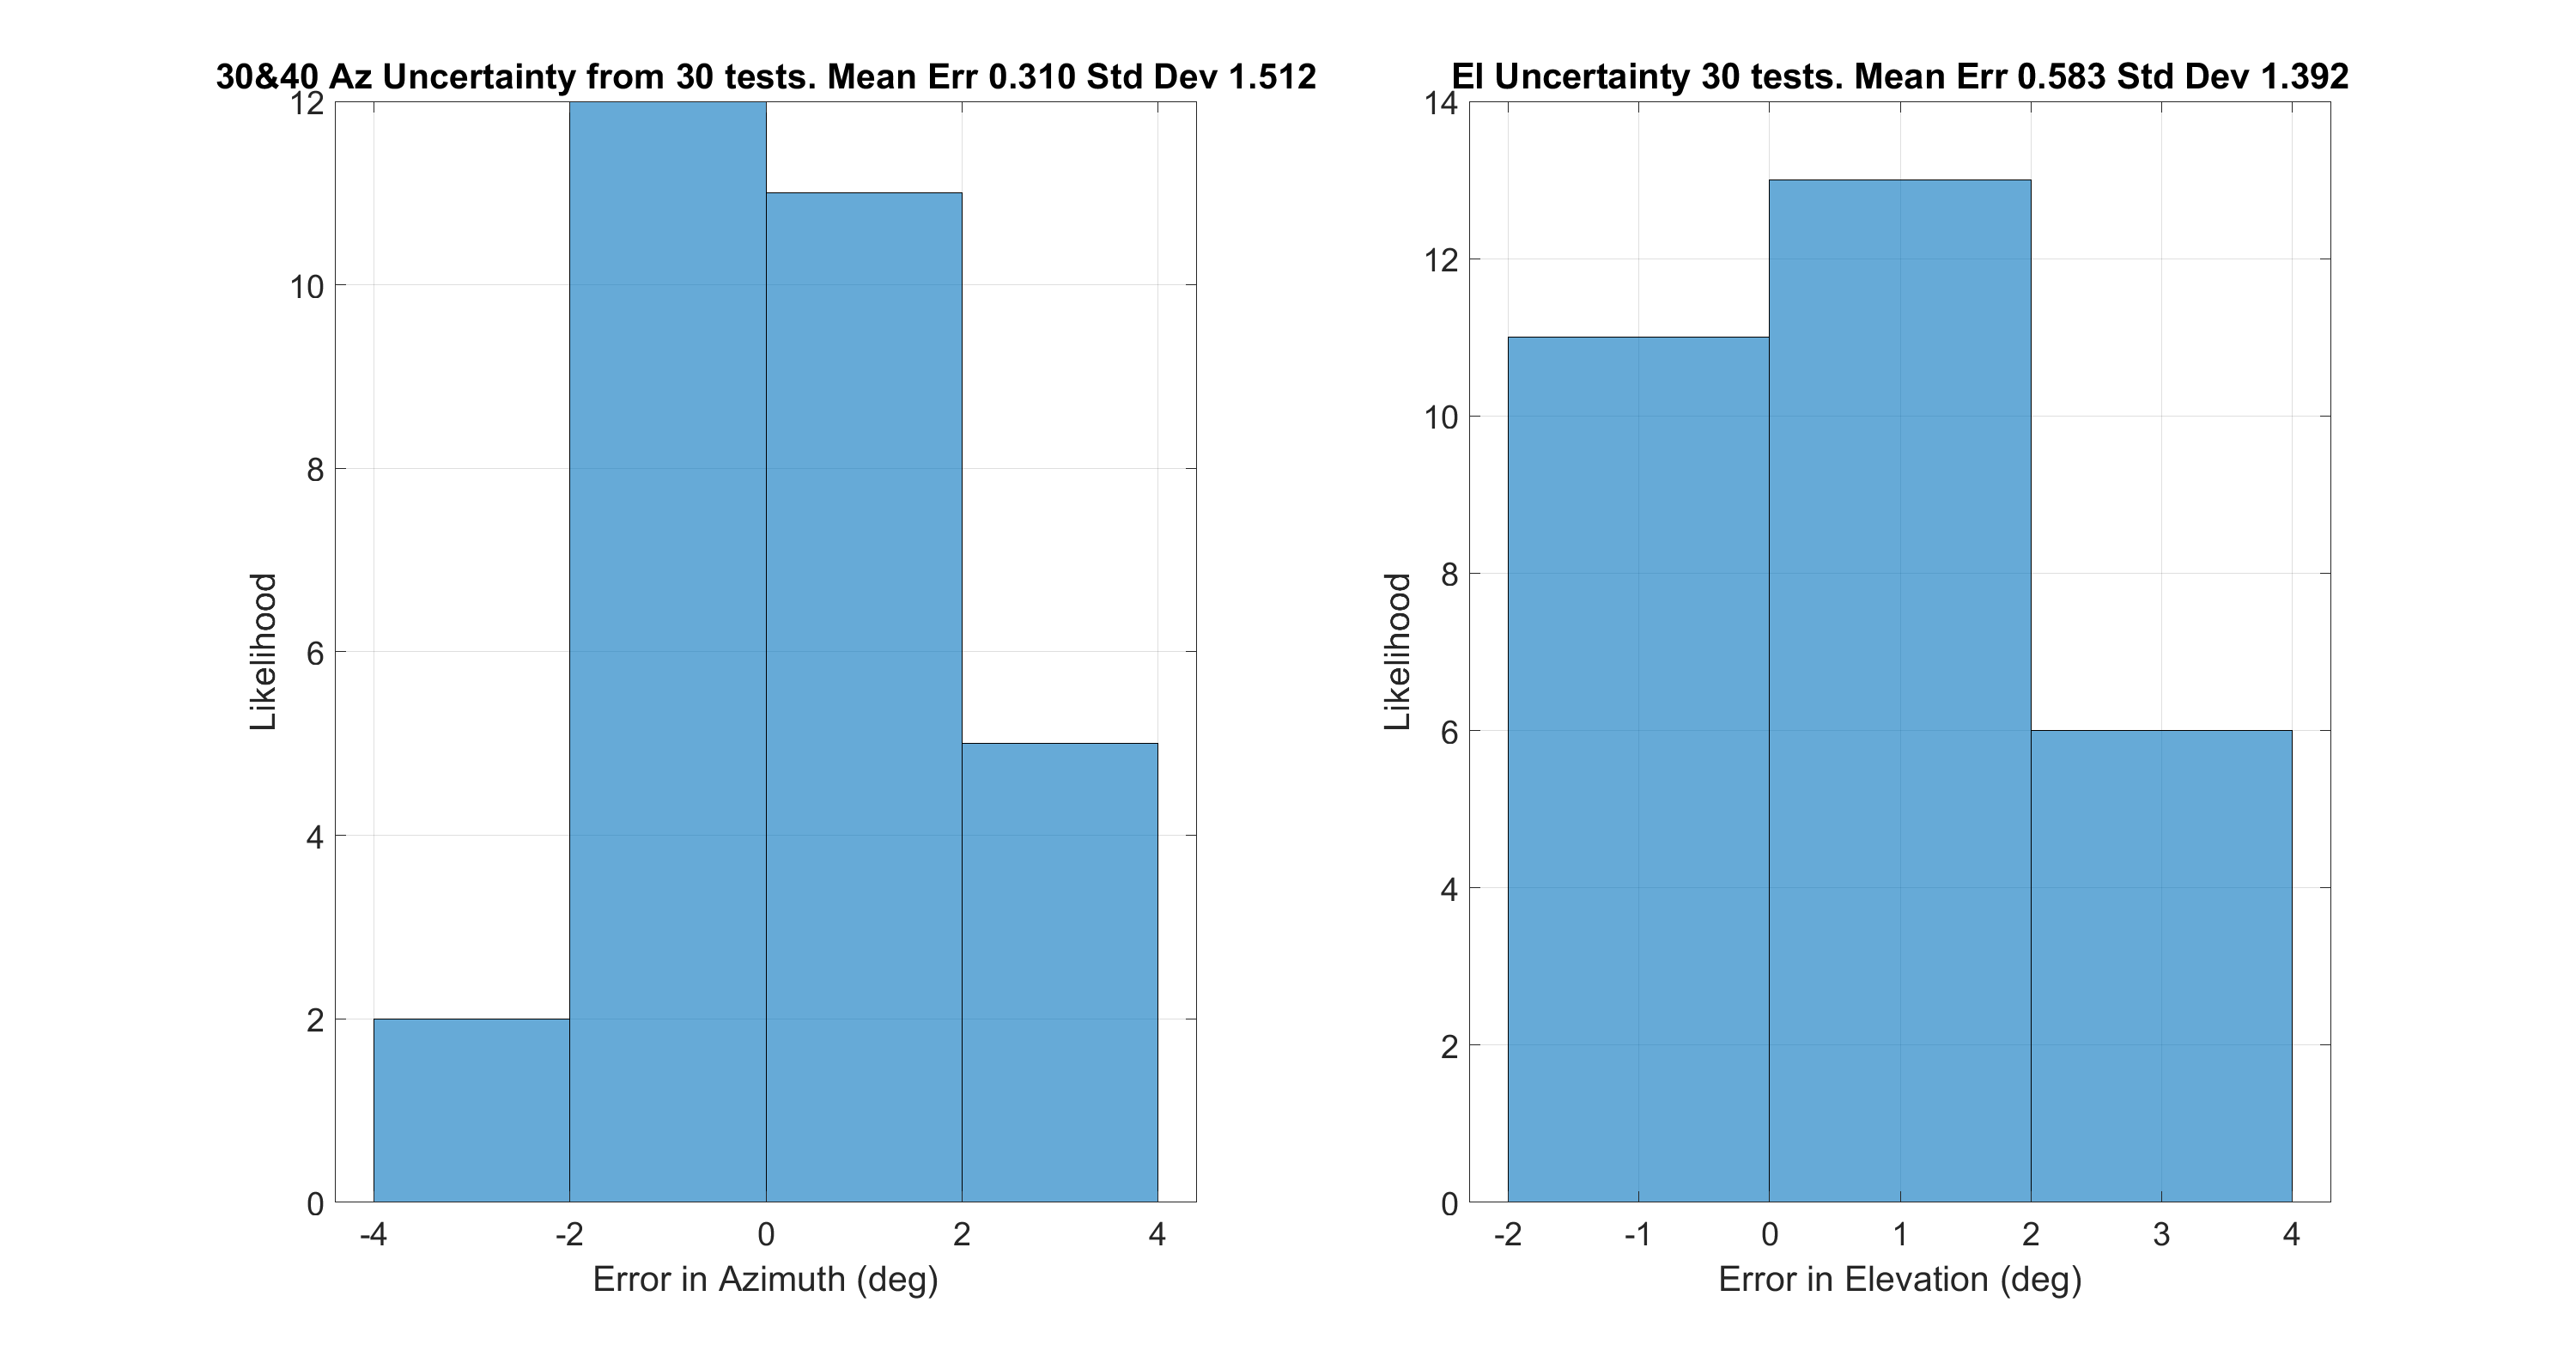 30&40 Az Uncertainty from 30 tests. Mean Err 0.310 Std Dev 1.512
12
10
8
6
4
2
0
Likelihood
-4 -2 0 2 4
Error in Azimuth (deg)
El Uncertainty 30 tests. Mean Err 0.583 Std Dev 1.392
14
12
10
8
6
4
2
0
Likelihood
-2 -1 0 1 2 3 4
Error in Elevation (deg)